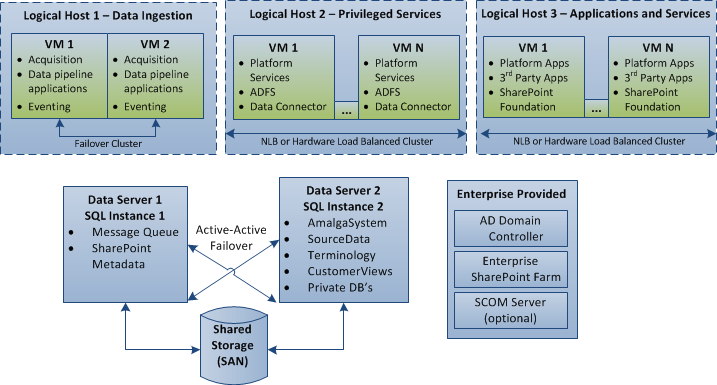 Logical Host 1 – Data Ingestion
VM 1
• Acquisition
• Data pipeline
applications
• Eventing
VM 2
• Acquisition
• Data pipeline
applications
• Eventing
Failover Cluster
Logical Host 2 – Privileged Services
VM 1
• Platform
Services
• ADFS
• Data Connector
...
VM N
• Platform
Services
• ADFS
• Data Connector
NLB or Hardware Load Balanced Cluster
Logical Host 3 – Applications and Services
VM 1
• Platform Apps
• 3rd Party Apps
• SharePoint
Foundation
...
VM N
• Platform Apps
• 3rd Party Apps
• SharePoint
Foundation
NLB or Hardware Load Balanced Cluster
Data Server 1
SQL Instance 1
• Message Queue
• SharePoint
Metadata
Active-Active
Failover
Data Server 2
SQL Instance 2
• AmalgaSystem
• SourceData
• Terminology
• CustomerViews
• Private DB's
Shared
Storage
(SAN)
Enterprise Provided
AD Domain
Controller
Enterprise
SharePoint Farm
SCOM Server
(optional)